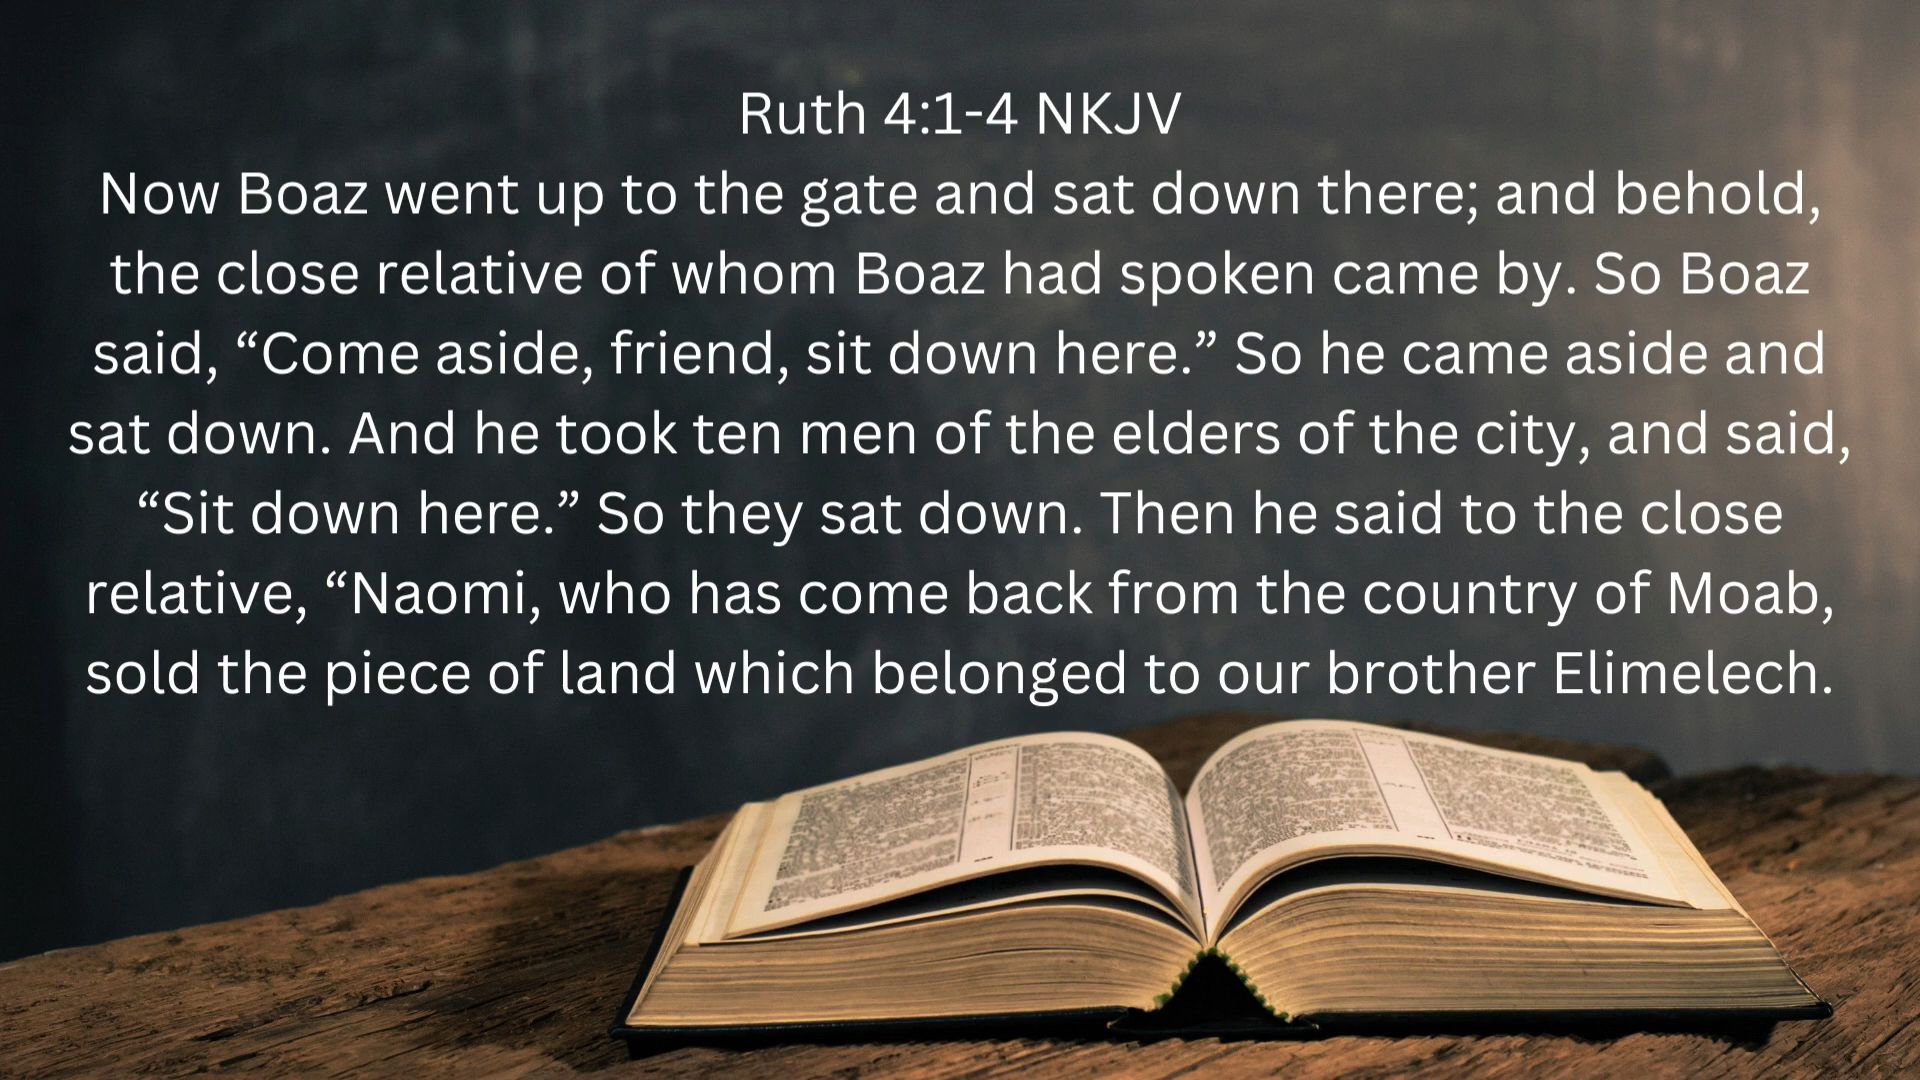 Ruth 4:1-4 NKJV
Now Boaz went up to the gate and sat down there; and behold,
the close relative of whom Boaz had spoken came by. So Boaz
said, “Come aside, friend, sit down here.” So he came aside and
sat down. And he took ten men of the elders of the city, and said,
“Sit down here.” So they sat down. Then he said to the close
relative, “Naomi, who has come back from the country of Moab,
sold the piece of land which belonged to our brother Elimelech.